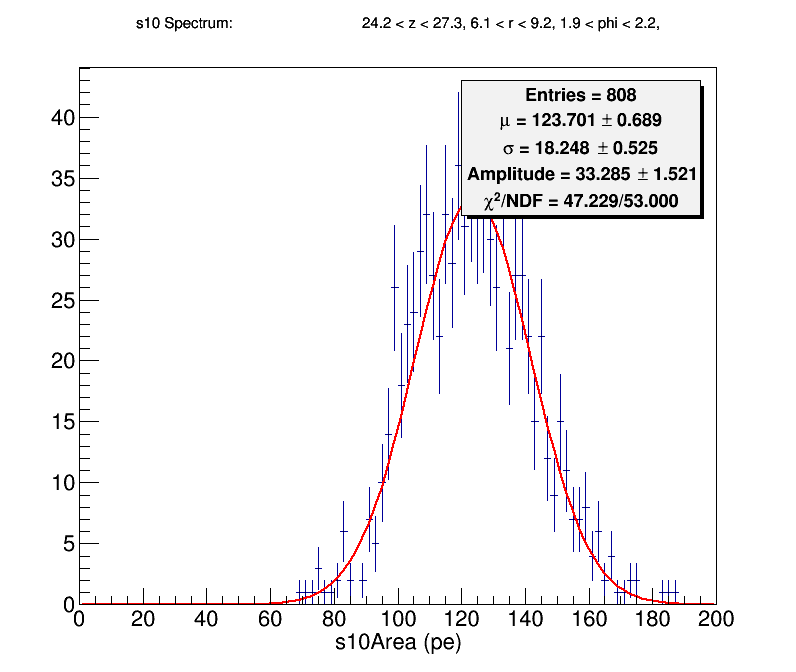 s10 Spectrum: 24.2 < z < 27.3, 6.1 < r < 9.2, 1.9 < phi < 2.2,
Entries = 808
μ = 123.701 ± 0.689
σ = 18.248 ± 0.525
Amplitude = 33.285 ± 1.521
χ²/NDF = 47.229/53.000
40
35
30
25
20
15
10
5
0
0 20 40 60 80 100 120 140 160 180 200
s10Area (pe)